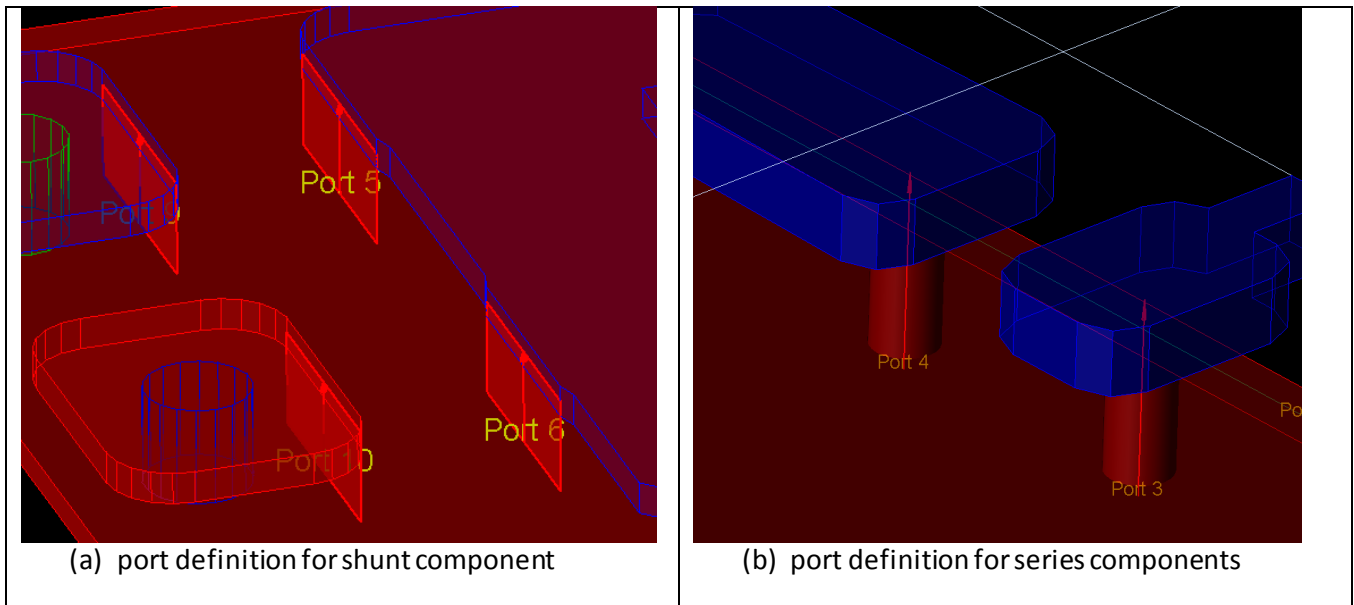 Port 5
Port 6
Port 10
(a) port definition for shunt component
Port 4
Port 3
(b) port definition for series components